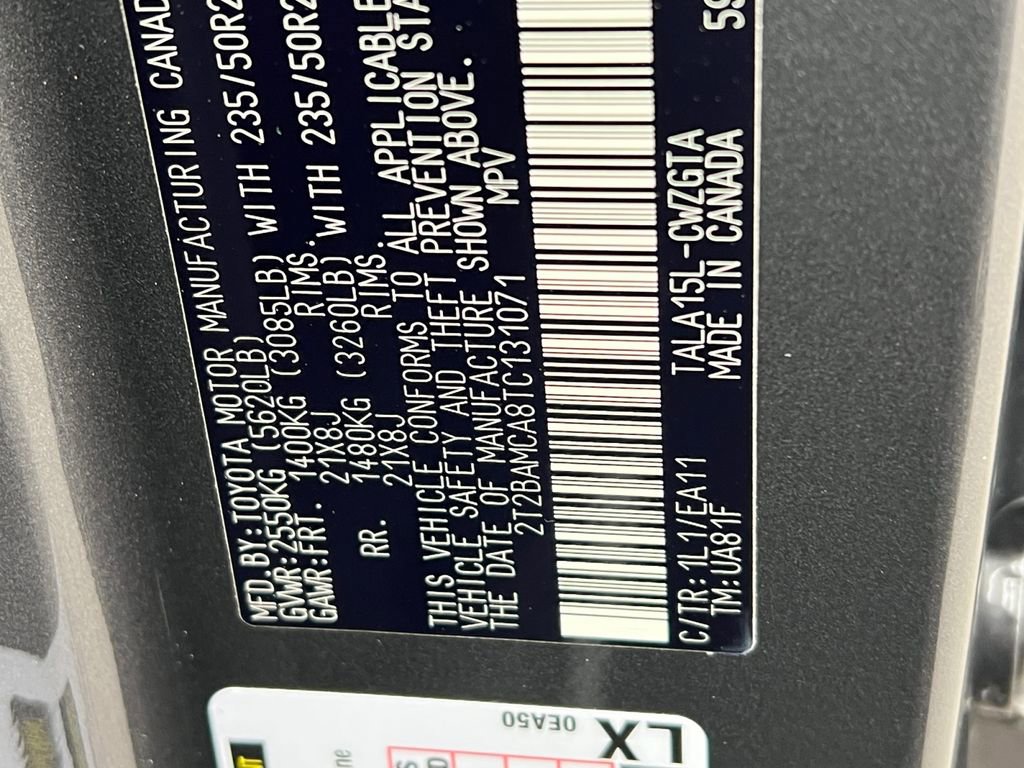 MFD.BY:TOYOTA MOTOR MANUFACTURING CANAD
GVWR:2550KG (5620LB)
GAWR:FRT. 1400KG (3085LB) WITH 235/50R2
21X8J RIMS.
RR. 1480KG (3260LB) WITH 235/50R2
21X8J RIMS.
THIS VEHICLE CONFORMS TO ALL APPLICABLE
VEHICLE SAFETY AND THEFT PREVENTION STA
THE DATE OF MANUFACTURE SHOWN ABOVE.
2T2BAMCA8TC131071 MPV
C/TR:1L1/EA11 TALA15L-CWZGTA 59
TM:UA81F MADE IN CANADA
LX
0EA50